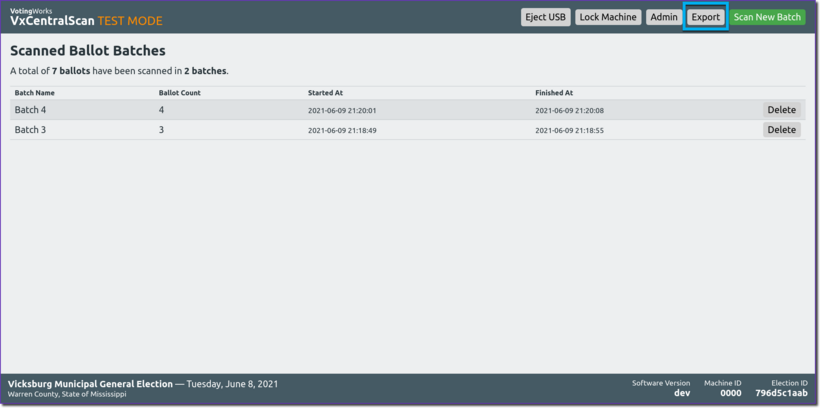 VotingWorks
VxCentralScan TEST MODE
Eject USB Lock Machine Admin Export Scan New Batch
Scanned Ballot Batches
A total of 7 ballots have been scanned in 2 batches.
Batch Name Ballot Count Started At Finished At
Batch 4 4 2021-06-09 21:20:01 2021-06-09 21:20:08 Delete
Batch 3 3 2021-06-09 21:18:49 2021-06-09 21:18:55 Delete
Vicksburg Municipal General Election — Tuesday, June 8, 2021
Warren County, State of Mississippi
Software Version Machine ID Election ID
dev 0000 796d5c1aab